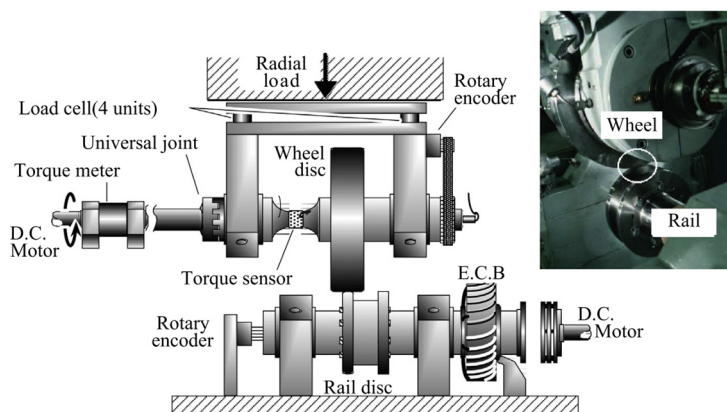 Radial
load
Rotary
encoder
Load cell(4 units)
Universal joint
Wheel
disc
Torque meter
D.C.
Motor
Torque sensor
E.C.B
D.C.
Motor
Rotary
encoder
Rail disc
Wheel
Rail